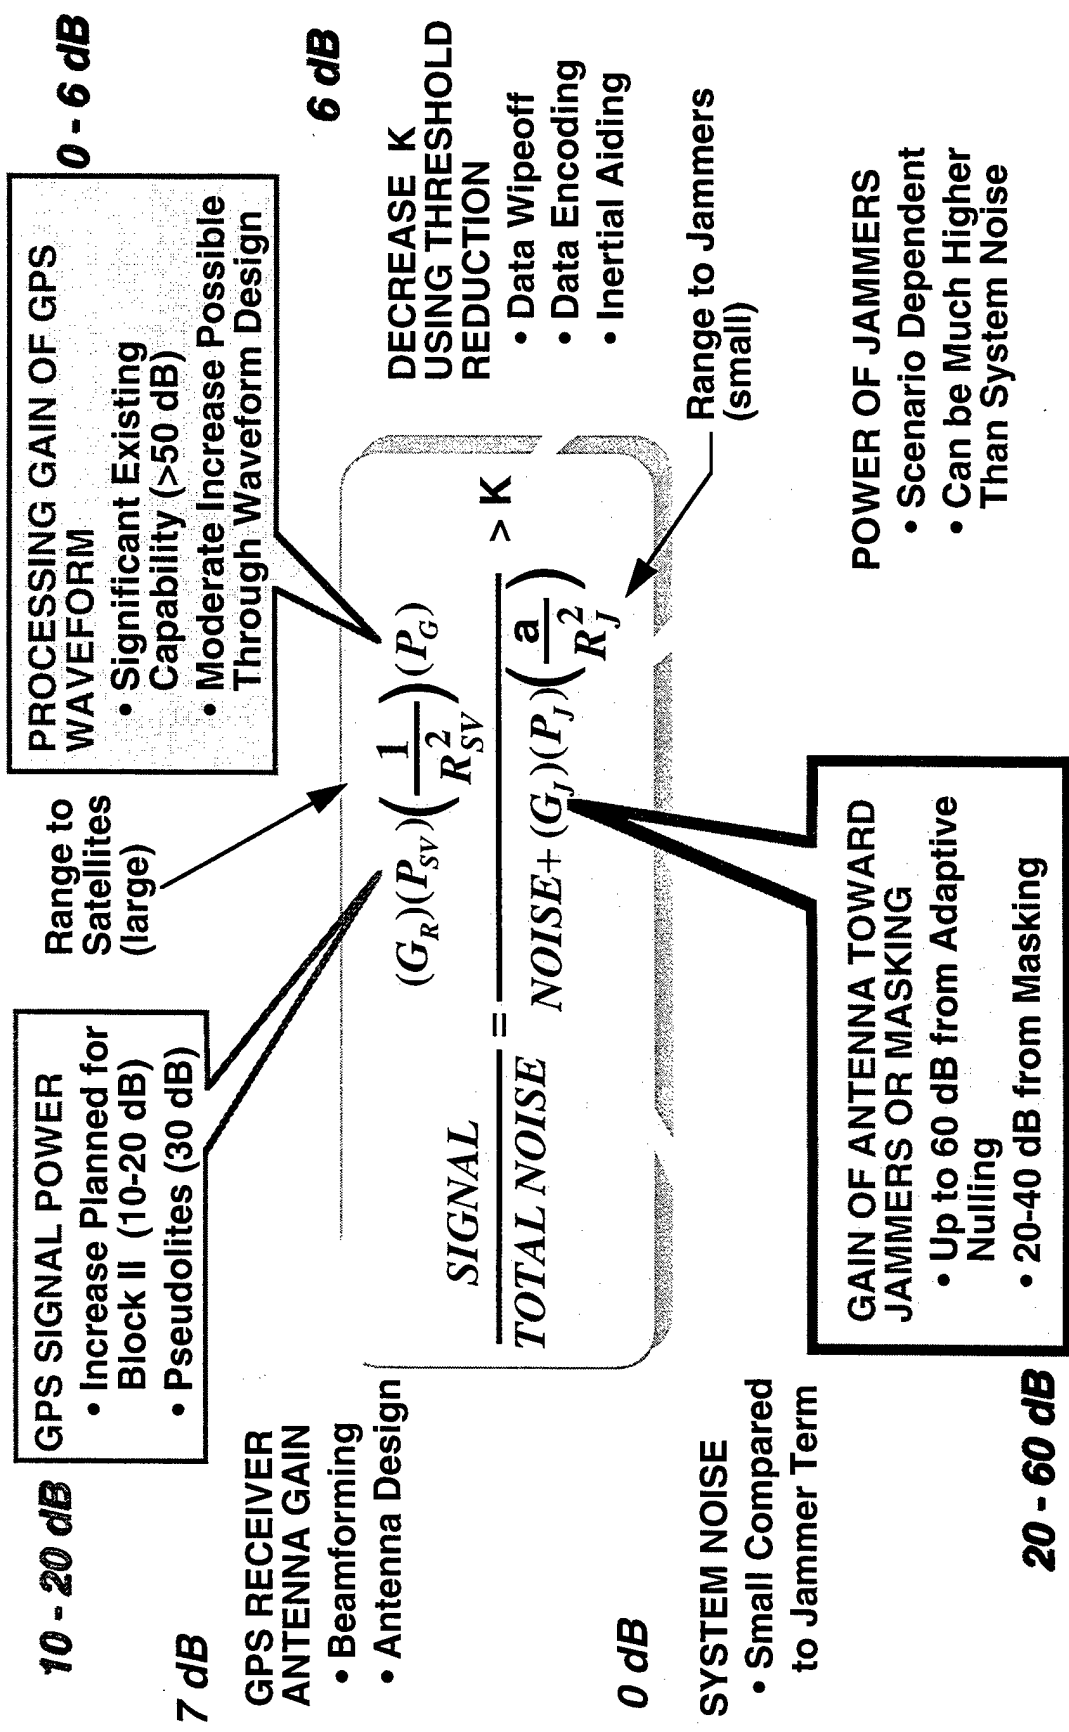 10 - 20 dB
GPS SIGNAL POWER
• Increase Planned for
Block II (10-20 dB)
• Pseudolites (30 dB)
Range to
Satellites
(large)
PROCESSING GAIN OF GPS
WAVEFORM
• Significant Existing
Capability (>50 dB)
• Moderate Increase Possible
Through Waveform Design
0 - 6 dB
7 dB
GPS RECEIVER
ANTENNA GAIN
• Beamforming
• Antenna Design
SIGNAL / TOTAL NOISE = (G_R)(P_SV)(1/R²_SV)(P_G) / NOISE+(G_J)(P_J)(a/R²_J) > K
6 dB
DECREASE K
USING THRESHOLD
REDUCTION
• Data Wipeoff
• Data Encoding
• Inertial Aiding
Range to Jammers
(small)
0 dB
SYSTEM NOISE
• Small Compared
to Jammer Term
20 - 60 dB
GAIN OF ANTENNA TOWARD
JAMMERS OR MASKING
• Up to 60 dB from Adaptive
Nulling
• 20-40 dB from Masking
POWER OF JAMMERS
• Scenario Dependent
• Can be Much Higher
Than System Noise